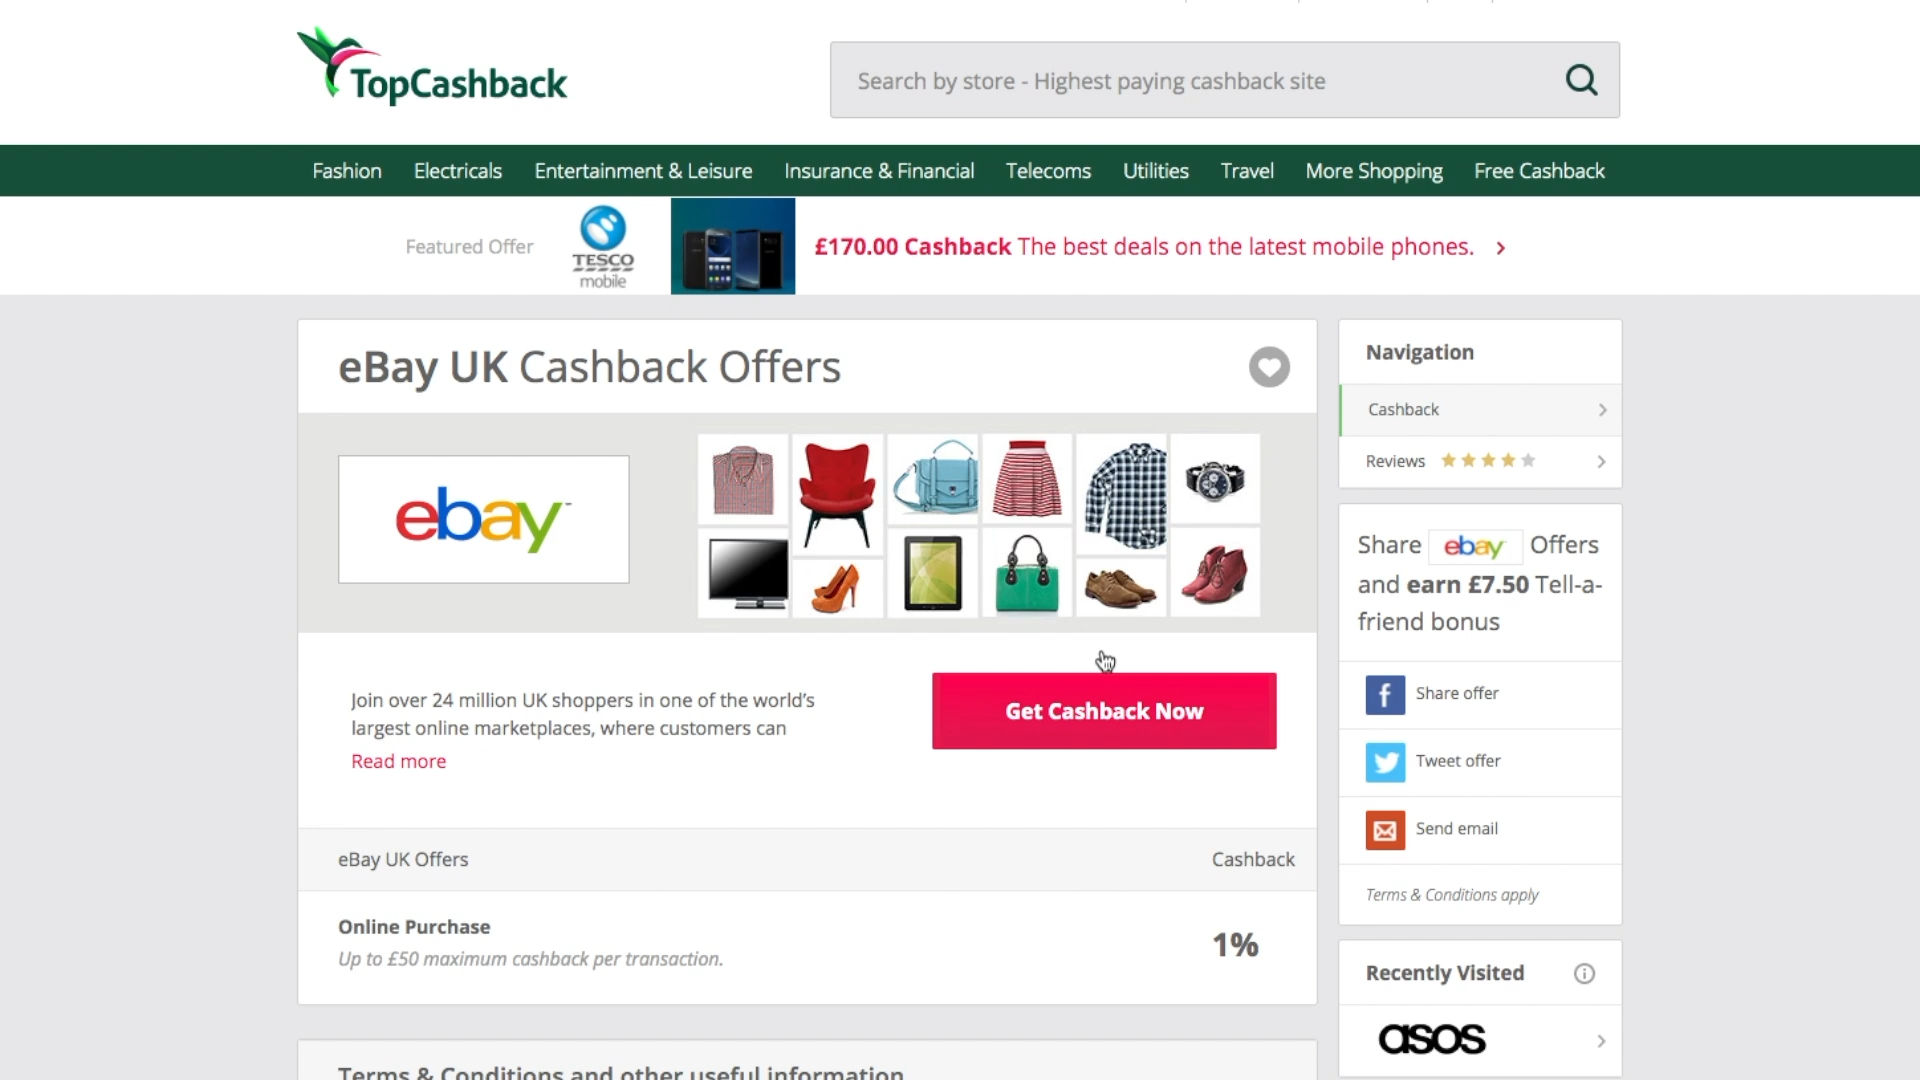 TopCashback
Search by store - Highest paying cashback site
Fashion Electricals Entertainment & Leisure Insurance & Financial Telecoms Utilities Travel More Shopping Free Cashback
Featured Offer TESCO mobile £170.00 Cashback The best deals on the latest mobile phones.
eBay UK Cashback Offers
ebay™
Join over 24 million UK shoppers in one of the world's
largest online marketplaces, where customers can
Read more
Get Cashback Now
eBay UK Offers Cashback
Online Purchase
Up to £50 maximum cashback per transaction.
1%
Terms & Conditions and other useful information
Navigation
Cashback
Reviews
Share ebay Offers
and earn £7.50 Tell-a-
friend bonus
Share offer
Tweet offer
Send email
Terms & Conditions apply
Recently Visited
asos